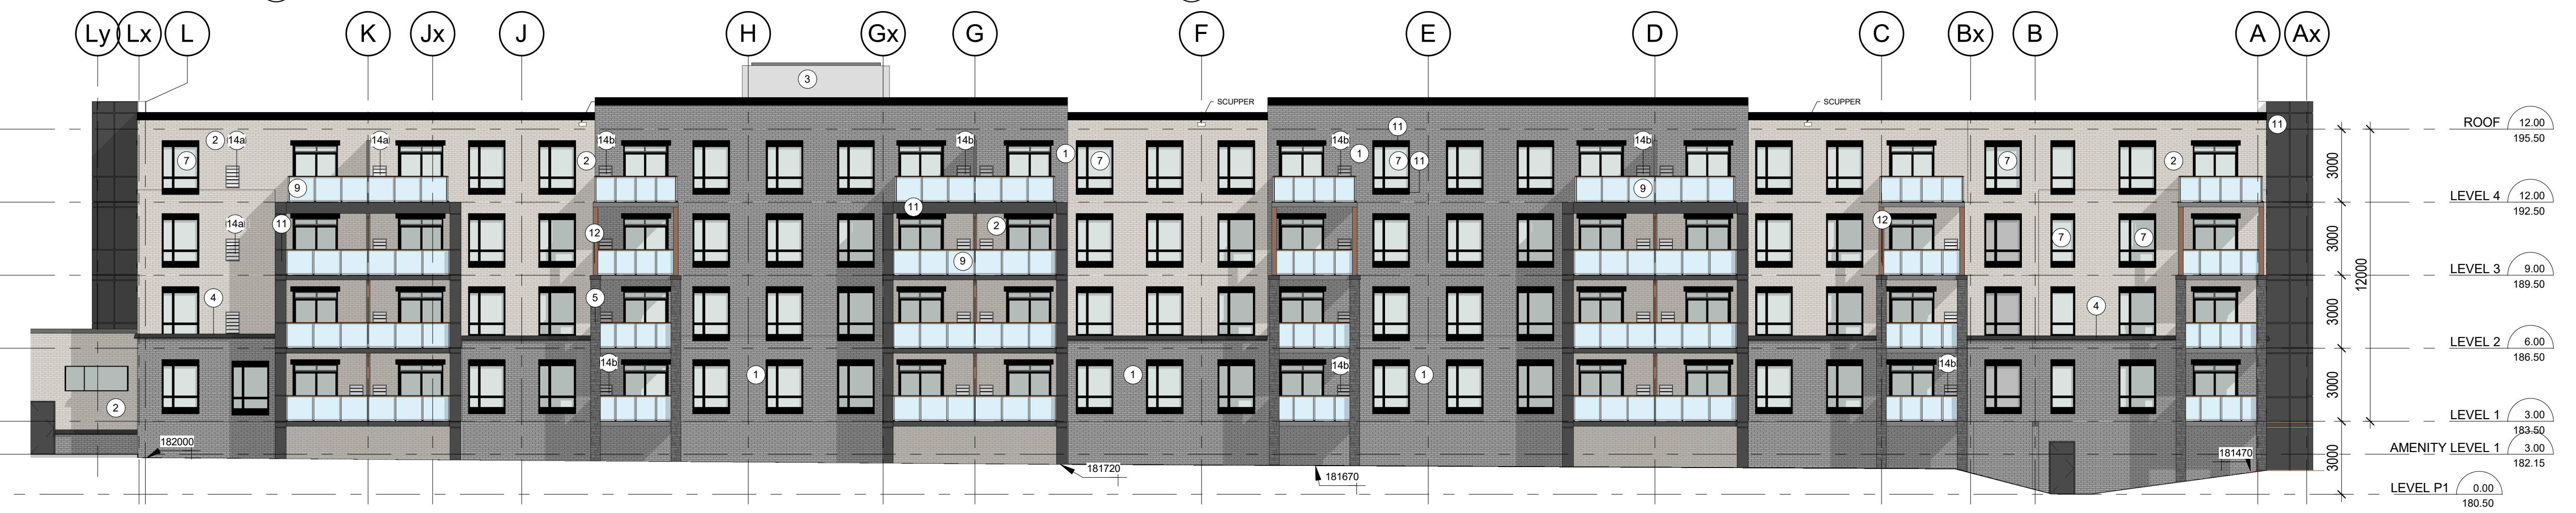 Ly Lx L K Jx J H Gx G F E D C Bx B A Ax
3
SCUPPER SCUPPER
11 11
2 14a 14a 14b 14b 14b 14b
7 2 1 7 1 7 11 7 2
9 9
ROOF 12.00
195.50
3000
LEVEL 4 12.00
192.50
11
14a 11 12 2 12 7 7
9
3000
LEVEL 3 9.00
189.50
12000
4 5 4
3000
LEVEL 2 6.00
186.50
14b 14b 14b
1 1 1
2
3000
LEVEL 1 3.00
183.50
182000
AMENITY LEVEL 1 3.00
182.15
3000
181720
181670
181470
LEVEL P1 0.00
180.50